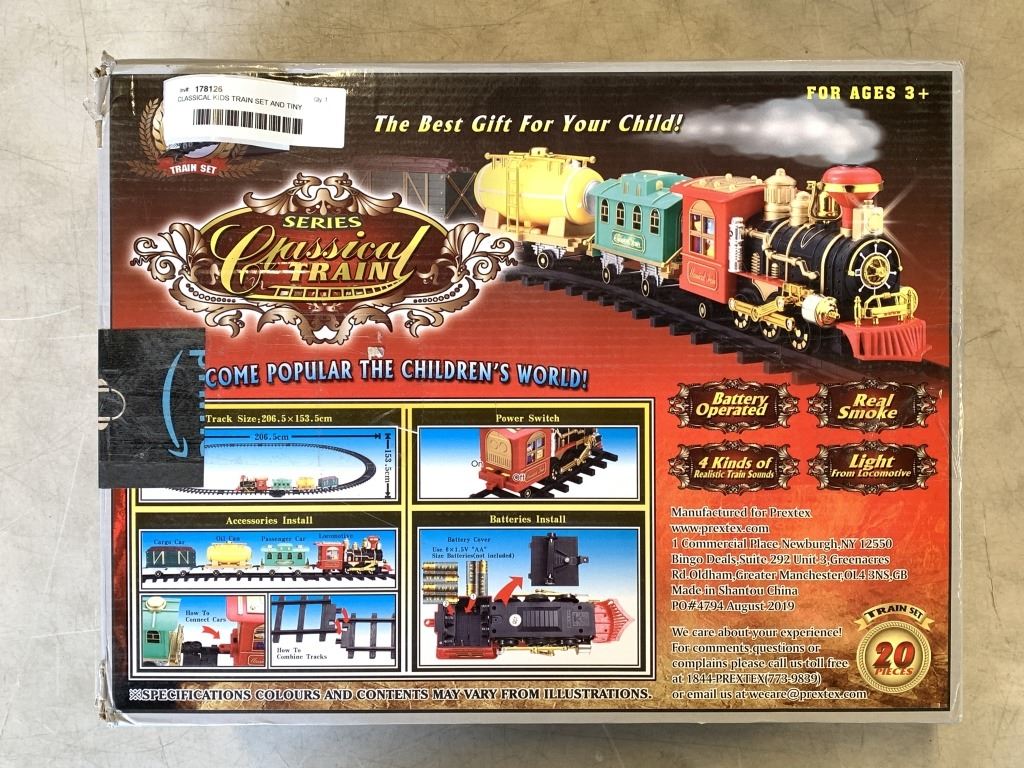 Inv# 178126
CLASSICAL KIDS TRAIN SET AND TINY
Qty: 1
FOR AGES 3+
The Best Gift For Your Child!
TRAIN SET
SERIES
Classical
TRAIN
COME POPULAR THE CHILDREN'S WORLD!
Battery
Operated
Real
Smoke
4 Kinds of
Realistic Train Sounds
Light
From Locomotive
Track Size;206.5×153.5cm
206.5cm
153.5cm
Power Switch
On
Off
Accessories Install
Cargo Car
Oil Can
Passenger Car
Locomotive
How To
Connect Cars
How To
Combine Tracks
Batteries Install
Battery Cover
Use 6×1.5V "AA"
Size Batteries(not included)
Manufactured for Prextex
www.prextex.com
1 Commercial Place Newburgh,NY 12550
Bingo Deals,Suite 292 Unit 3,Greenacres
Rd.Oldham,Greater Manchester,OL4 3NS,GB
Made in Shantou China
PO#4794.August 2019
We care about your experience!
For comments,questions or
complains please call us toll free
at 1844-PREXTEX(773-9839)
or email us at wecare@prextex.com
TRAIN SET
20
PIECES
※SPECIFICATIONS COLOURS AND CONTENTS MAY VARY FROM ILLUSTRATIONS.